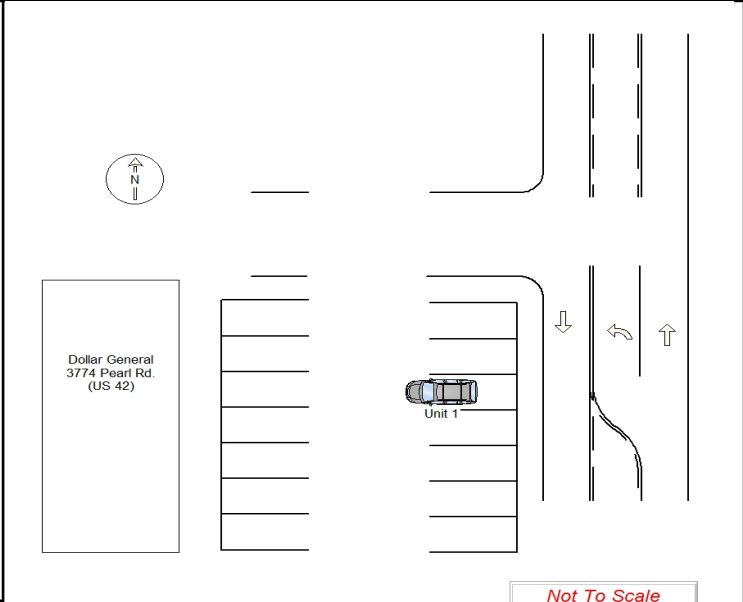 N
Dollar General
3774 Pearl Rd.
(US 42)
Unit 1
Not To Scale